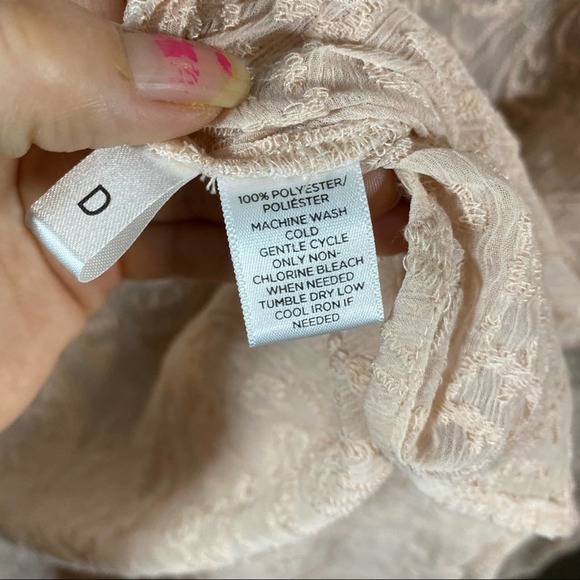 D
100% POLYESTER/
POLIÉSTER
MACHINE WASH
COLD
GENTLE CYCLE
ONLY NON-
CHLORINE BLEACH
WHEN NEEDED
TUMBLE DRY LOW
COOL IRON IF
NEEDED